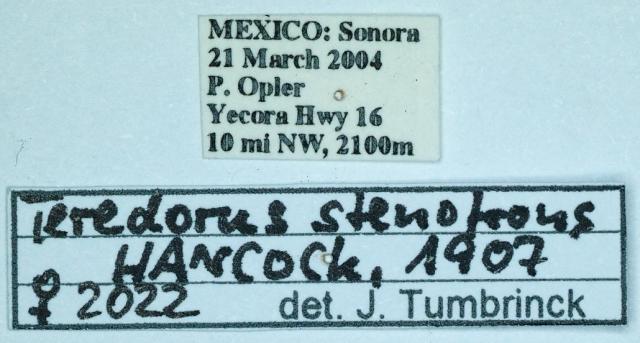 MEXICO: Sonora
21 March 2004
P. Opler
Yecora Hwy 16
10 mi NW, 2100m
Teredorus stenofrons
HANCOCK, 1907
♀ 2022 det. J. Tumbrinck